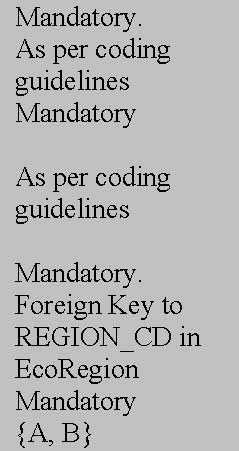 Mandatory.
As per coding
guidelines
Mandatory
As per coding
guidelines
Mandatory.
Foreign Key to
REGION_CD in
EcoRegion
Mandatory
{A, B}